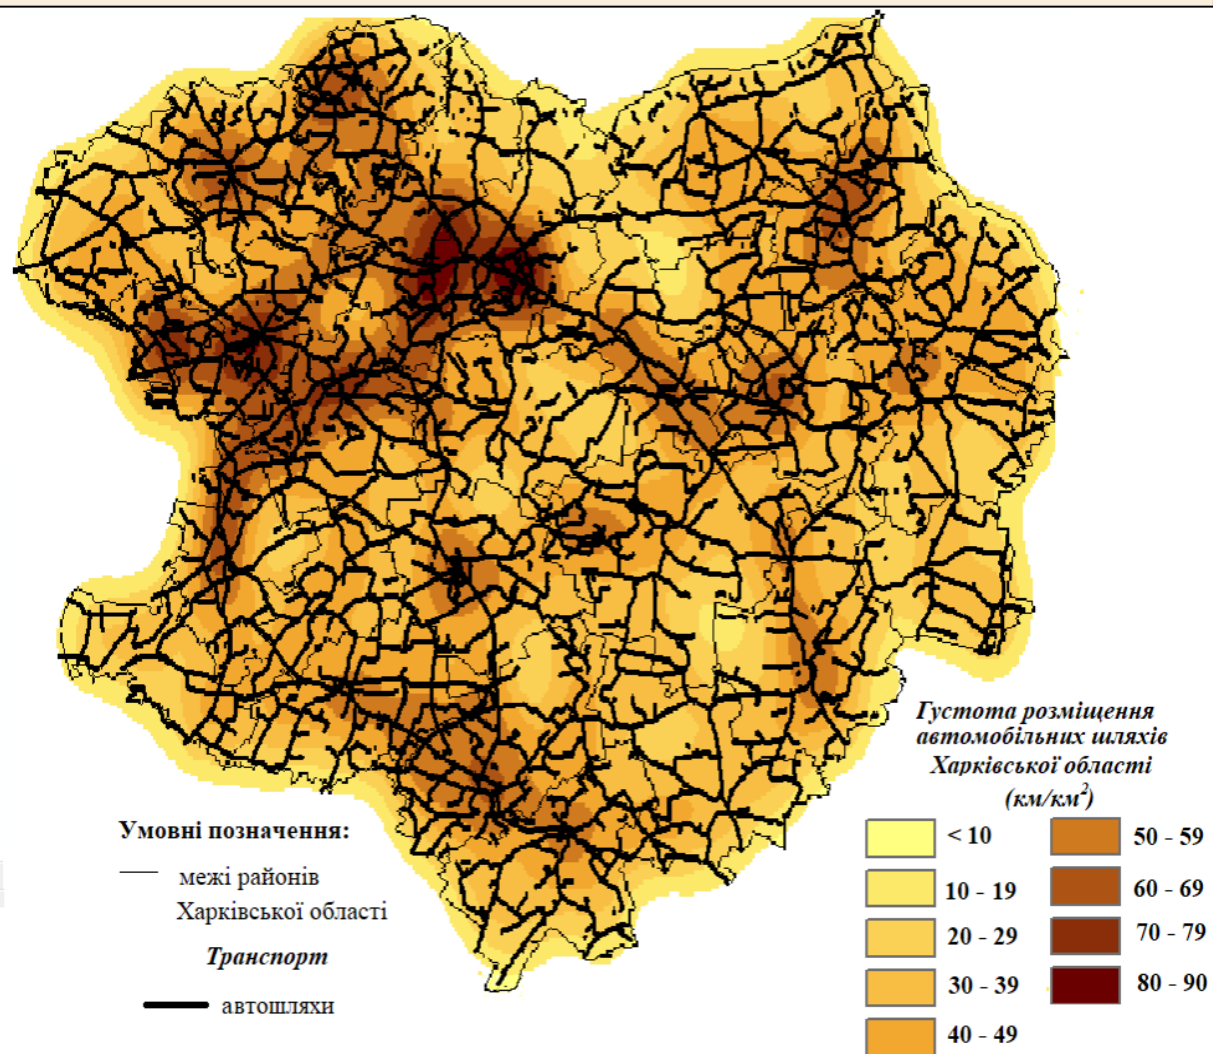 Густота розміщення
автомобільних шляхів
Харківської області
(км/км²)
< 10
10 - 19
20 - 29
30 - 39
40 - 49
50 - 59
60 - 69
70 - 79
80 - 90
Умовні позначення:
межі районів
Харківської області
Транспорт
автошляхи